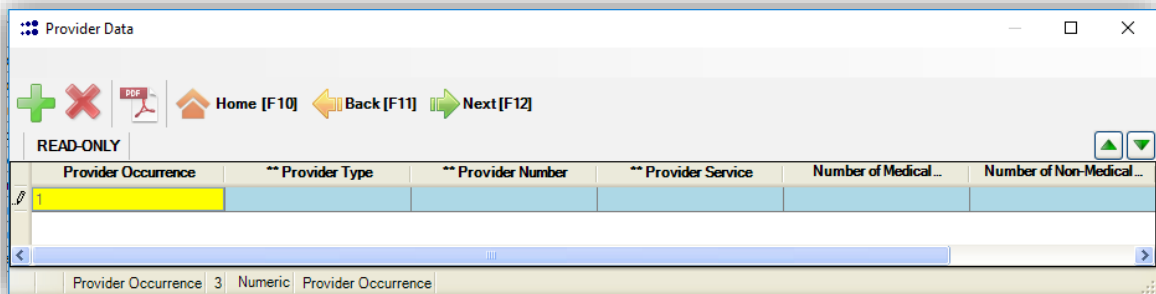 Provider Data
PDF
Home [F10] Back [F11] Next [F12]
READ-ONLY
Provider Occurrence ** Provider Type ** Provider Number ** Provider Service Number of Medical... Number of Non-Medical...
1
Provider Occurrence 3 Numeric Provider Occurrence